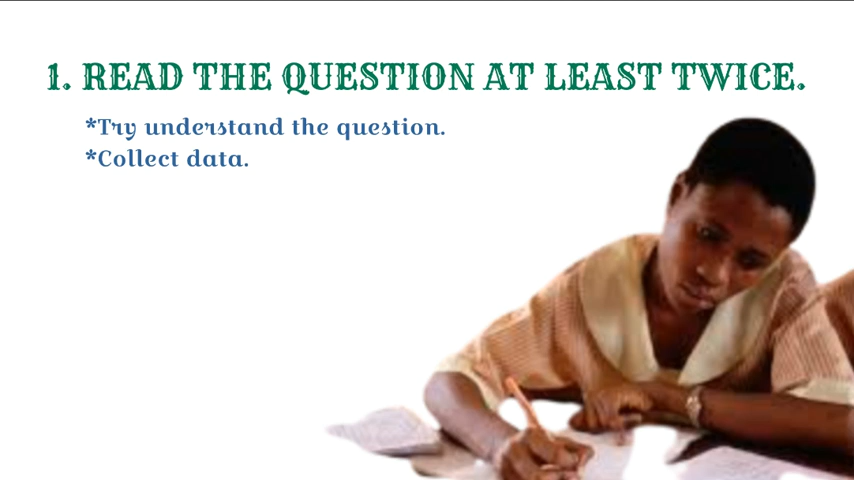 1. READ THE QUESTION AT LEAST TWICE.
*Try understand the question.
*Collect data.